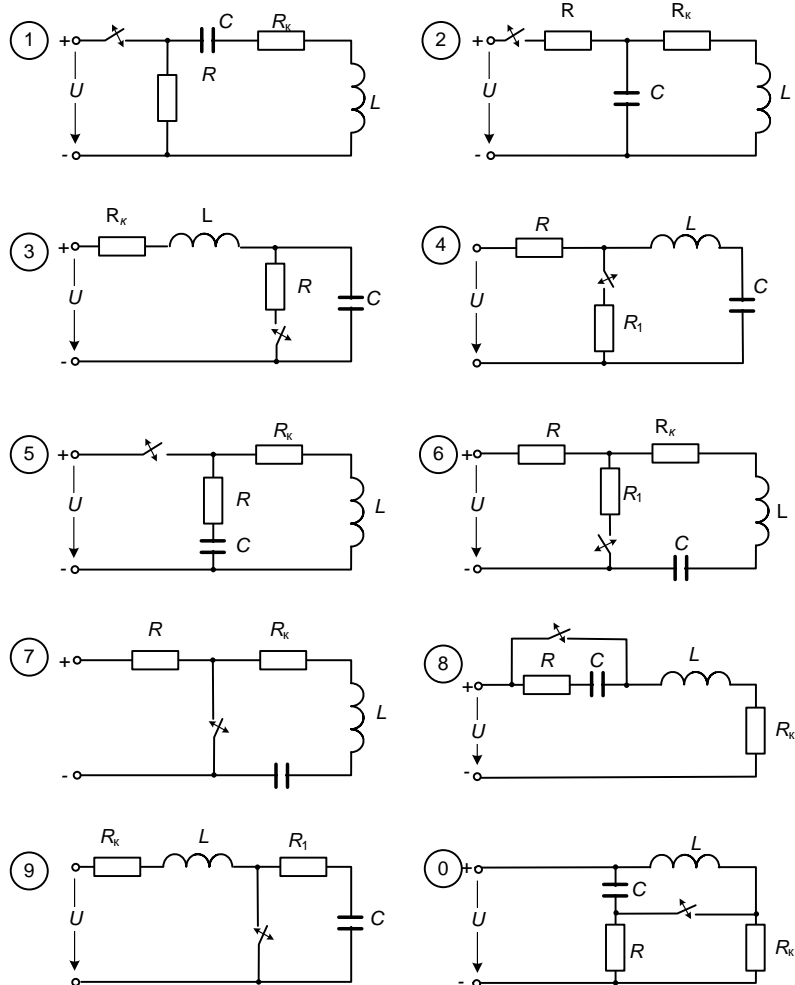 1 + U - C Rк R L
2 + U - R Rк C L
3 + U - Rк L R C
4 + U - R L R1 C
5 + U - Rк R C L
6 + U - R Rк R1 L C
7 + - R Rк L
8 + U - R C L Rк
9 U Rк L R1 C
0 + U - L C R Rк